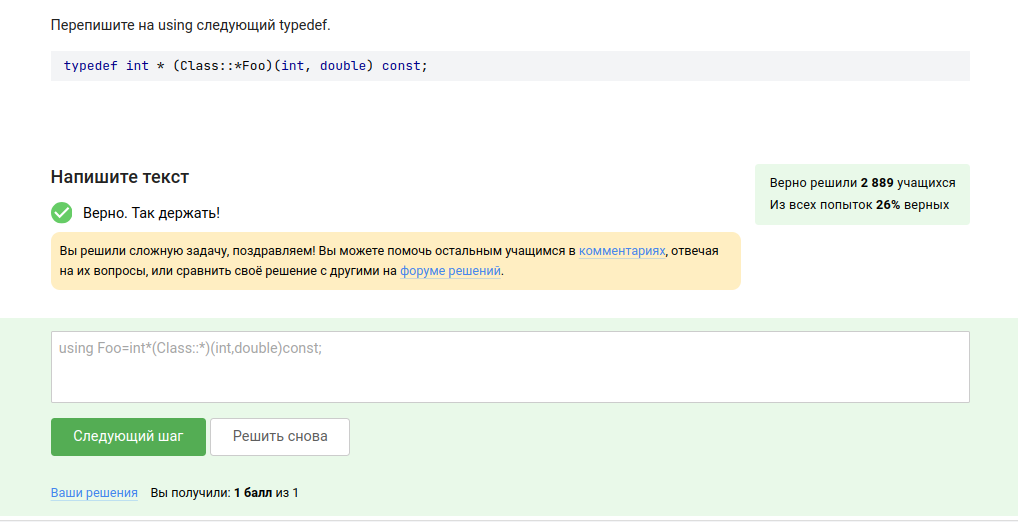 Перепишите на using следующий typedef.
typedef int * (Class::*Foo)(int, double) const;
Напишите текст
Верно. Так держать!
Верно решили 2 889 учащихся
Из всех попыток 26% верных
Вы решили сложную задачу, поздравляем! Вы можете помочь остальным учащимся в комментариях, отвечая
на их вопросы, или сравнить своё решение с другими на форуме решений.
using Foo=int*(Class::*)(int,double)const;
Следующий шаг
Решить снова
Ваши решения Вы получили: 1 балл из 1